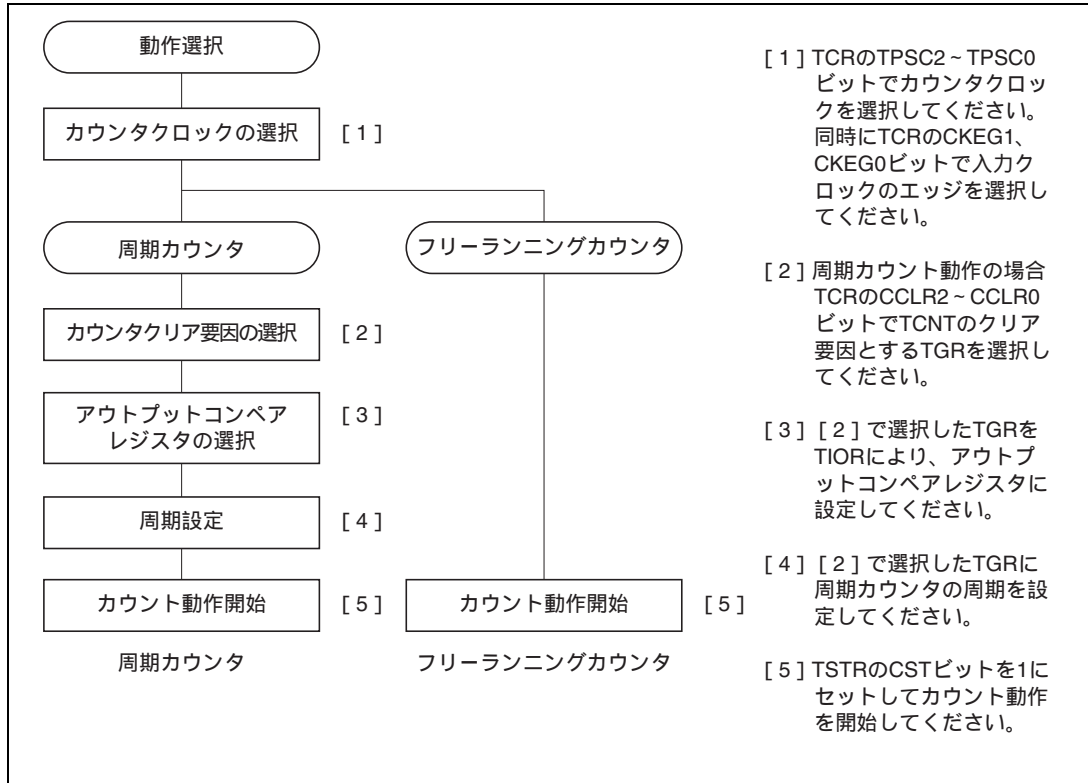 動作選択
カウンタクロックの選択 [1]
周期カウンタ
フリーランニングカウンタ
カウンタクリア要因の選択 [2]
アウトプットコンペア
レジスタの選択
[3]
周期設定 [4]
カウント動作開始 [5]
カウント動作開始 [5]
周期カウンタ
フリーランニングカウンタ
[1] TCRのTPSC2~TPSC0
ビットでカウンタクロッ
クを選択してください。
同時にTCRのCKEG1、
CKEG0ビットで入力ク
ロックのエッジを選択し
てください。
[2] 周期カウント動作の場合
TCRのCCLR2~CCLR0
ビットでTCNTのクリア
要因とするTGRを選択し
てください。
[3] [2]で選択したTGRを
TIORにより、アウトプ
ットコンペアレジスタに
設定してください。
[4] [2]で選択したTGRに
周期カウンタの周期を設
定してください。
[5] TSTRのCSTビットを1に
セットしてカウント動作
を開始してください。